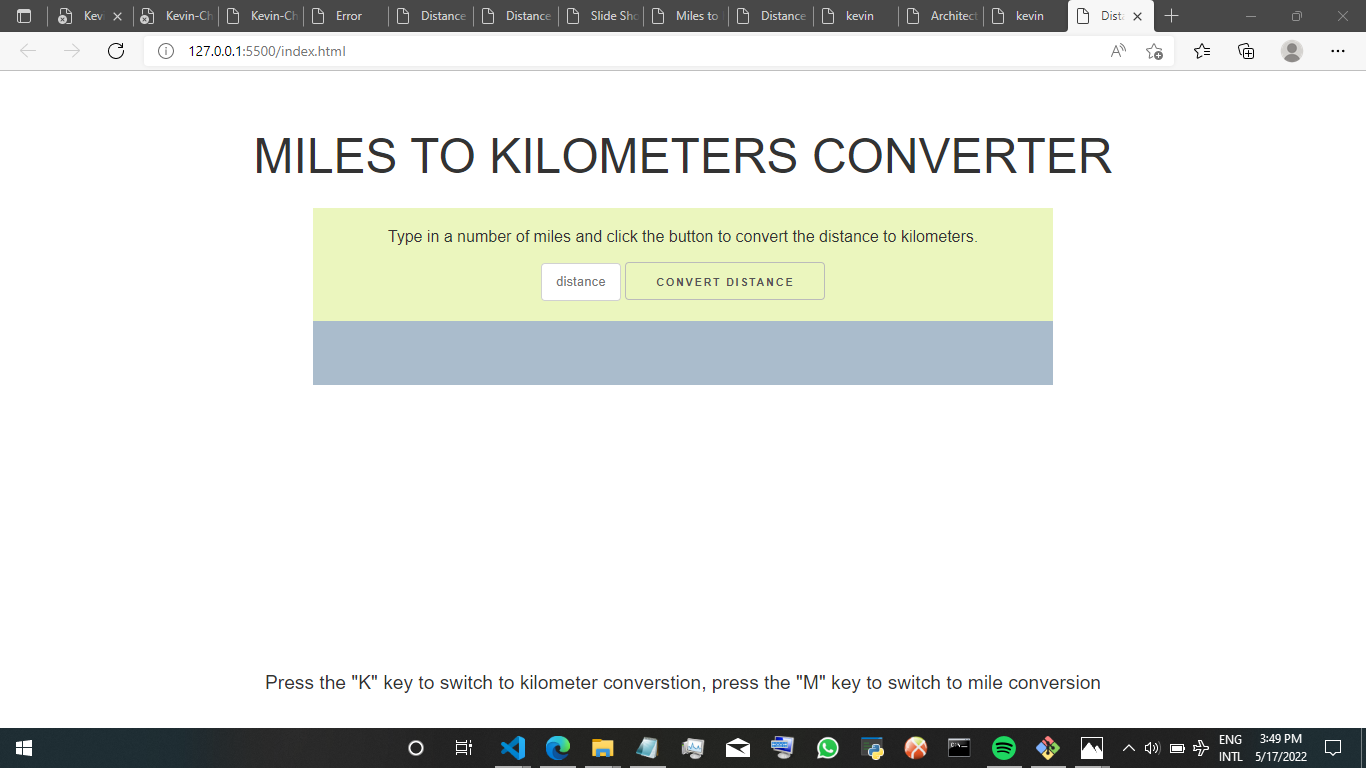 Kev
Kevin-Ch
Kevin-Ch
Error
Distance
Distance
Slide Sho
Miles to
Distance
kevin
Architect
kevin
Dist
127.0.0.1:5500/index.html
MILES TO KILOMETERS CONVERTER
Type in a number of miles and click the button to convert the distance to kilometers.
distance
CONVERT DISTANCE
Press the "K" key to switch to kilometer converstion, press the "M" key to switch to mile conversion
ENG
INTL
3:49 PM
5/17/2022